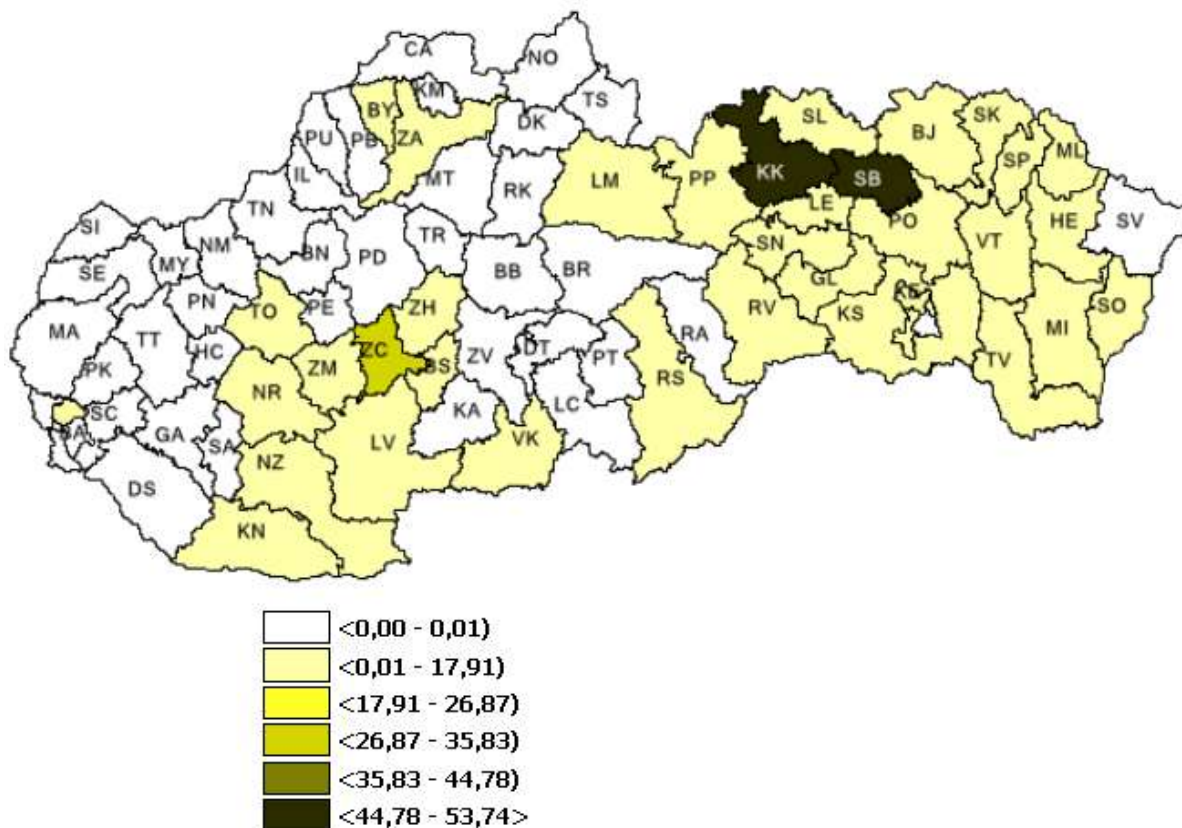 CA
NO
KM
TS
BY
DK
SL
BJ
SK
PU
PB
ZA
SP
ML
IL
MT
RK
LM
PP
KK
SB
LE
TN
PO
HE
SV
SI
NM
BN
PD
TR
BB
BR
SN
VT
SE
MY
PN
TO
PE
ZH
GL
KE
SO
MA
TT
HC
ZC
ZV
DT
PT
RA
RV
KS
MI
PK
ZM
BS
RS
TV
NR
SC
KA
LC
BA
GA
SA
LV
VK
NZ
DS
KN
<0,00 - 0,01)
<0,01 - 17,91)
<17,91 - 26,87)
<26,87 - 35,83)
<35,83 - 44,78)
<44,78 - 53,74>